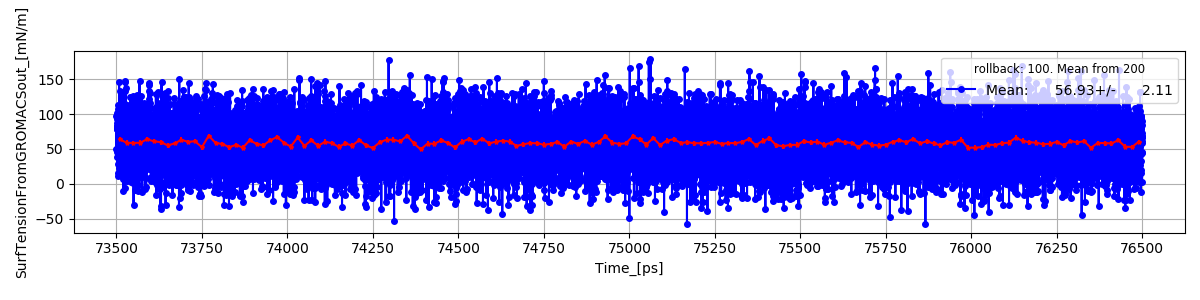 SurfTensionFromGROMACSout_[mN/m]
150
100
50
0
−50
rollback: 100. Mean from 200
Mean: 56.93+/- 2.11
73500 73750 74000 74250 74500 74750 75000 75250 75500 75750 76000 76250 76500
Time_[ps]